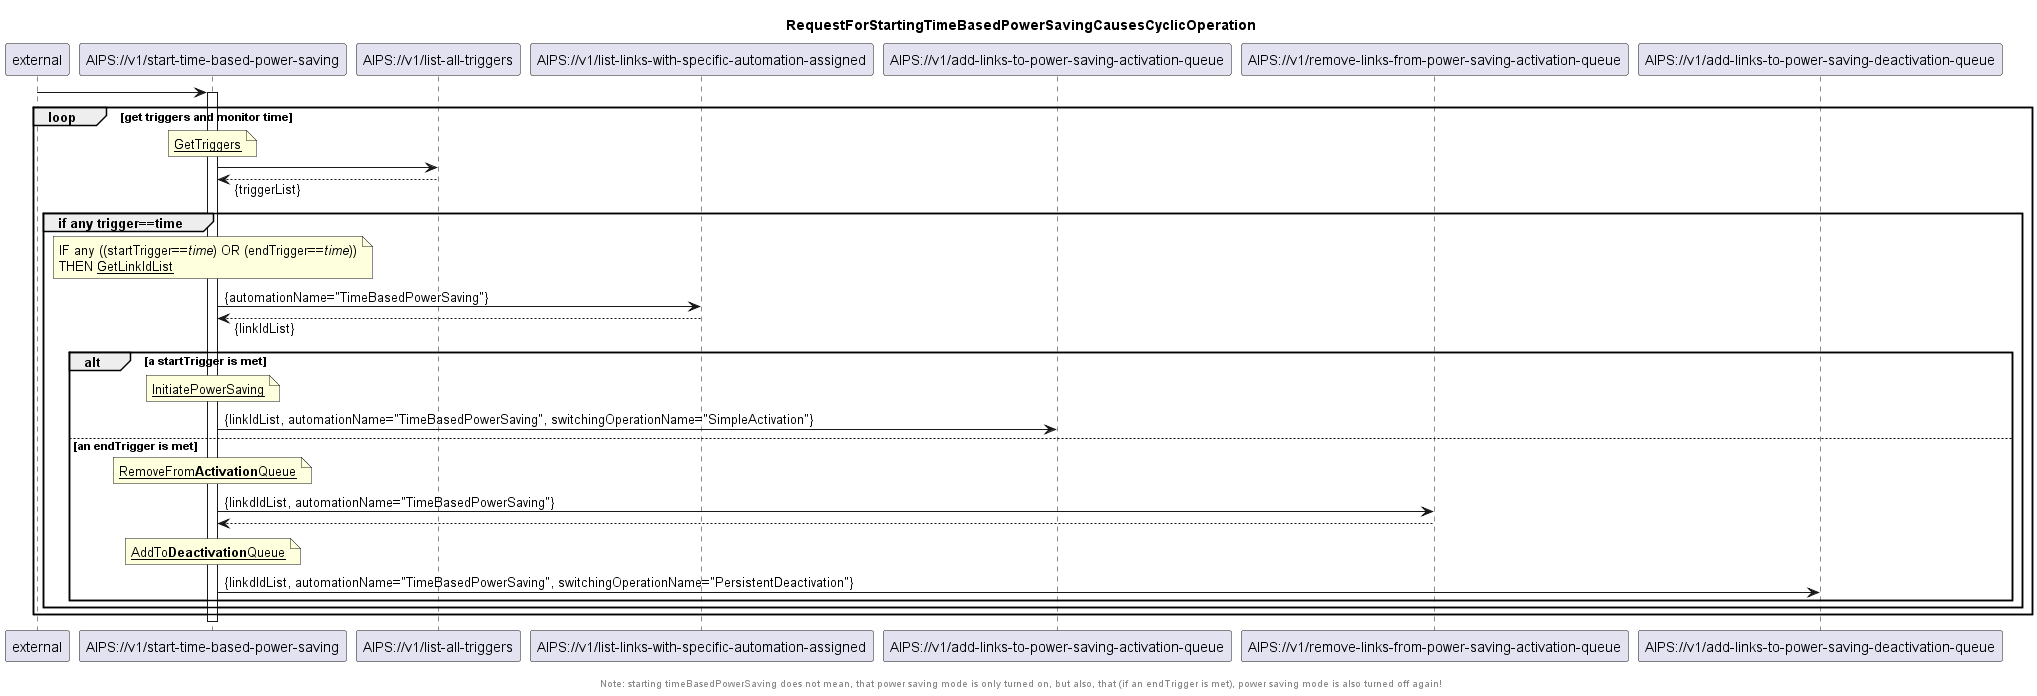 RequestForStartingTimeBasedPowerSavingCausesCyclicOperation
external
AIPS://v1/start-time-based-power-saving
AIPS://v1/list-all-triggers
AIPS://v1/list-links-with-specific-automation-assigned
AIPS://v1/add-links-to-power-saving-activation-queue
AIPS://v1/remove-links-from-power-saving-activation-queue
AIPS://v1/add-links-to-power-saving-deactivation-queue
loop [get triggers and monitor time]
GetTriggers
{triggerList}
if any trigger==time
IF any ((startTrigger==time) OR (endTrigger==time))
THEN GetLinkIdList
{automationName="TimeBasedPowerSaving"}
{linkIdList}
alt [a startTrigger is met]
InitiatePowerSaving
{linkIdList, automationName="TimeBasedPowerSaving", switchingOperationName="SimpleActivation"}
[an endTrigger is met]
RemoveFromActivationQueue
{linkdIdList, automationName="TimeBasedPowerSaving"}
AddToDeactivationQueue
{linkdIdList, automationName="TimeBasedPowerSaving", switchingOperationName="PersistentDeactivation"}
external
AIPS://v1/start-time-based-power-saving
AIPS://v1/list-all-triggers
AIPS://v1/list-links-with-specific-automation-assigned
AIPS://v1/add-links-to-power-saving-activation-queue
AIPS://v1/remove-links-from-power-saving-activation-queue
AIPS://v1/add-links-to-power-saving-deactivation-queue
Note: starting timeBasedPowerSaving does not mean, that power saving mode is only turned on, but also, that (if an endTrigger is met), power saving mode is also turned off again!